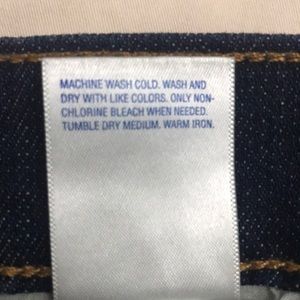 MACHINE WASH COLD. WASH AND
DRY WITH LIKE COLORS. ONLY NON-
CHLORINE BLEACH WHEN NEEDED.
TUMBLE DRY MEDIUM. WARM IRON.